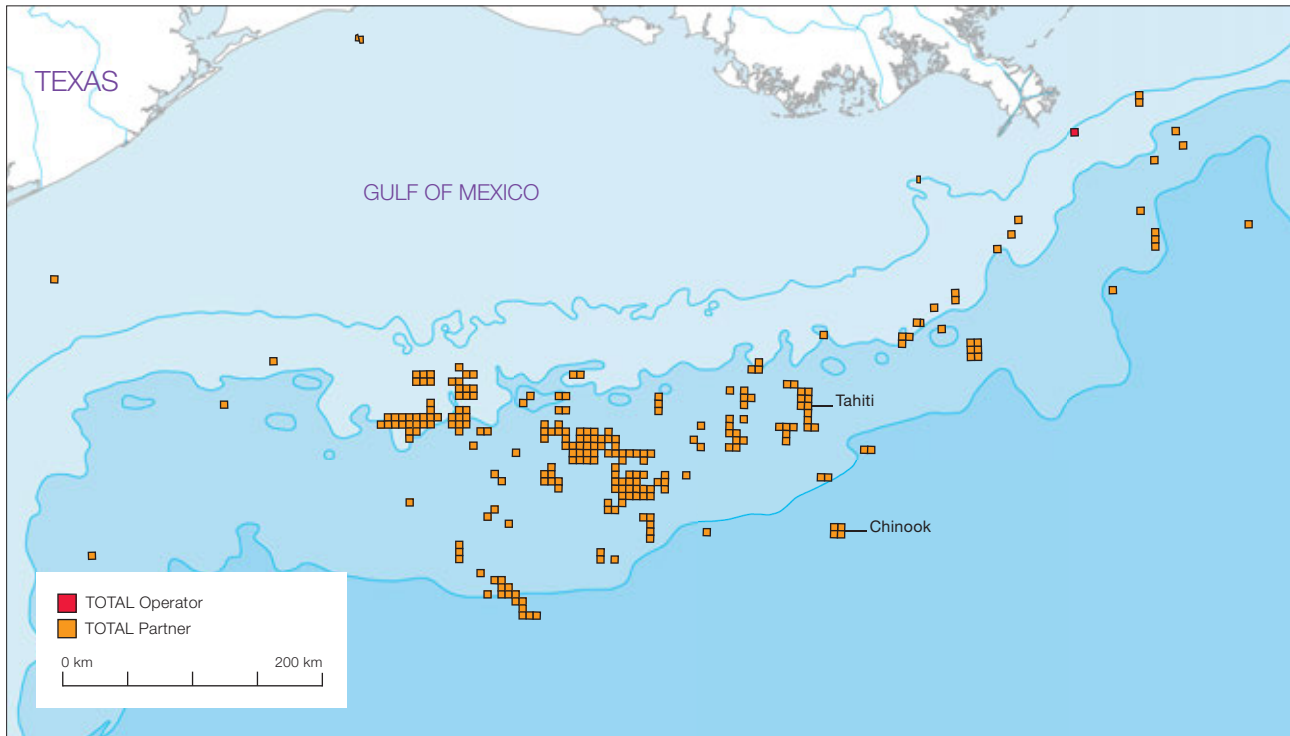 TEXAS
GULF OF MEXICO
Tahiti
Chinook
TOTAL Operator
TOTAL Partner
0 km 200 km